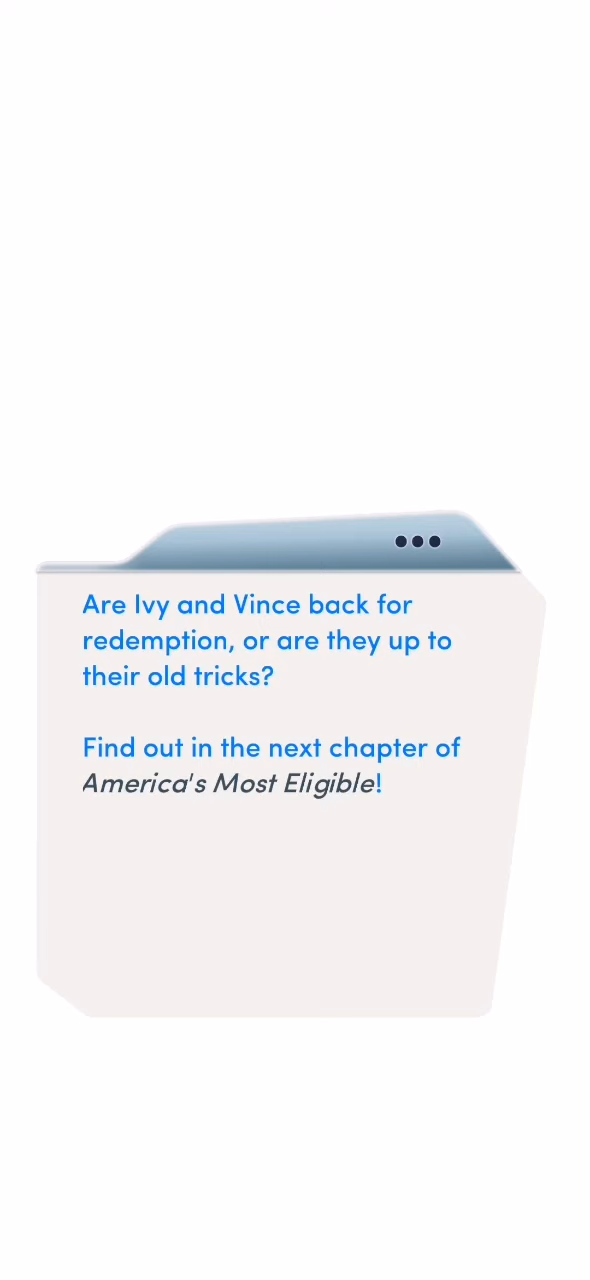 Are Ivy and Vince back for
redemption, or are they up to
their old tricks?
Find out in the next chapter of
America's Most Eligible!